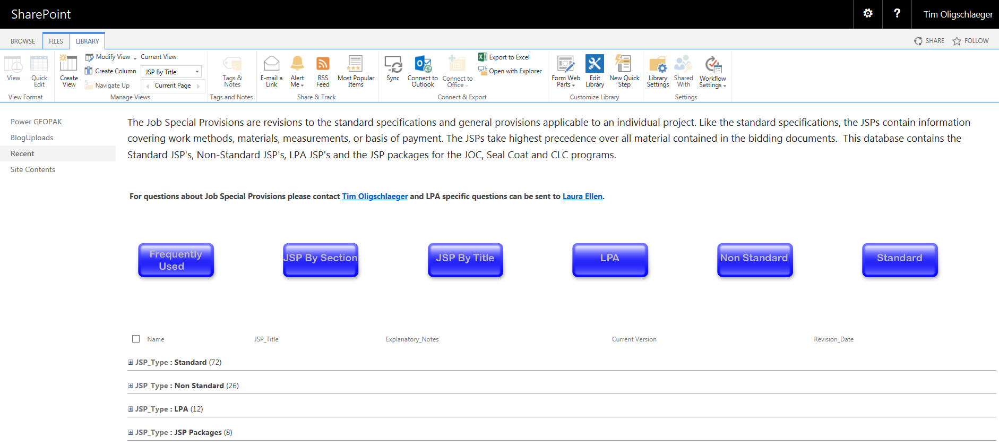 SharePoint
?
Tim Oligschlaeger
BROWSE FILES LIBRARY
SHARE FOLLOW
View
Quick
Edit
View Format
Create
View
Modify View
Create Column
Navigate Up
Current View:
JSP By Title
Current Page
Manage Views
Tags &
Notes
Tags and Notes
E-mail a
Link
Alert
Me
RSS
Feed
Most Popular
Items
Share & Track
Sync
Connect to
Outlook
Connect to
Office
Export to Excel
Open with Explorer
Connect & Export
Form Web
Parts
Edit
Library
New Quick
Step
Customize Library
Library
Settings
Shared
With
Workflow
Settings
Settings
Power GEOPAK
BlogUploads
Recent
Site Contents
The Job Special Provisions are revisions to the standard specifications and general provisions applicable to an individual project. Like the standard specifications, the JSPs contain information
covering work methods, materials, measurements, or basis of payment. The JSPs take highest precedence over all material contained in the bidding documents.  This database contains the
Standard JSP's, Non-Standard JSP's, LPA JSP's and the JSP packages for the JOC, Seal Coat and CLC programs.
For questions about Job Special Provisions please contact Tim Oligschlaeger and LPA specific questions can be sent to Laura Ellen.
Frequently
Used
JSP By Section
JSP By Title
LPA
Non Standard
Standard
Name JSP_Title Explanatory_Notes Current Version Revision_Date
JSP_Type : Standard (72)
JSP_Type : Non Standard (26)
JSP_Type : LPA (12)
JSP_Type : JSP Packages (8)